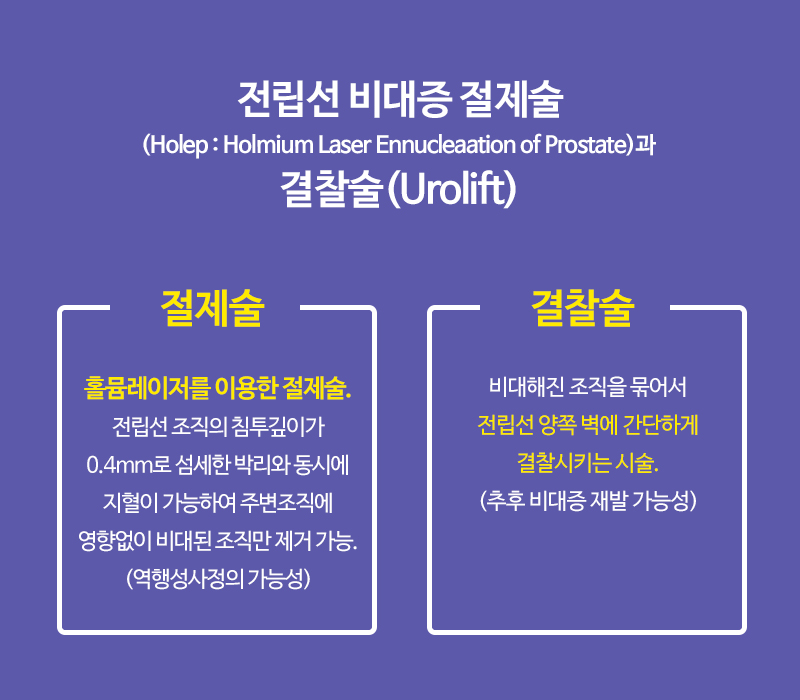 전립선 비대증 절제술
(Holep : Holmium Laser Ennucleaation of Prostate)과
결찰술(Urolift)
절제술
홀뮴레이저를 이용한 절제술.
전립선 조직의 침투깊이가
0.4mm로 섬세한 박리와 동시에
지혈이 가능하여 주변조직에
영향없이 비대된 조직만 제거 가능.
(역행성사정의 가능성)
결찰술
비대해진 조직을 묶어서
전립선 양쪽 벽에 간단하게
결찰시키는 시술.
(추후 비대증 재발 가능성)